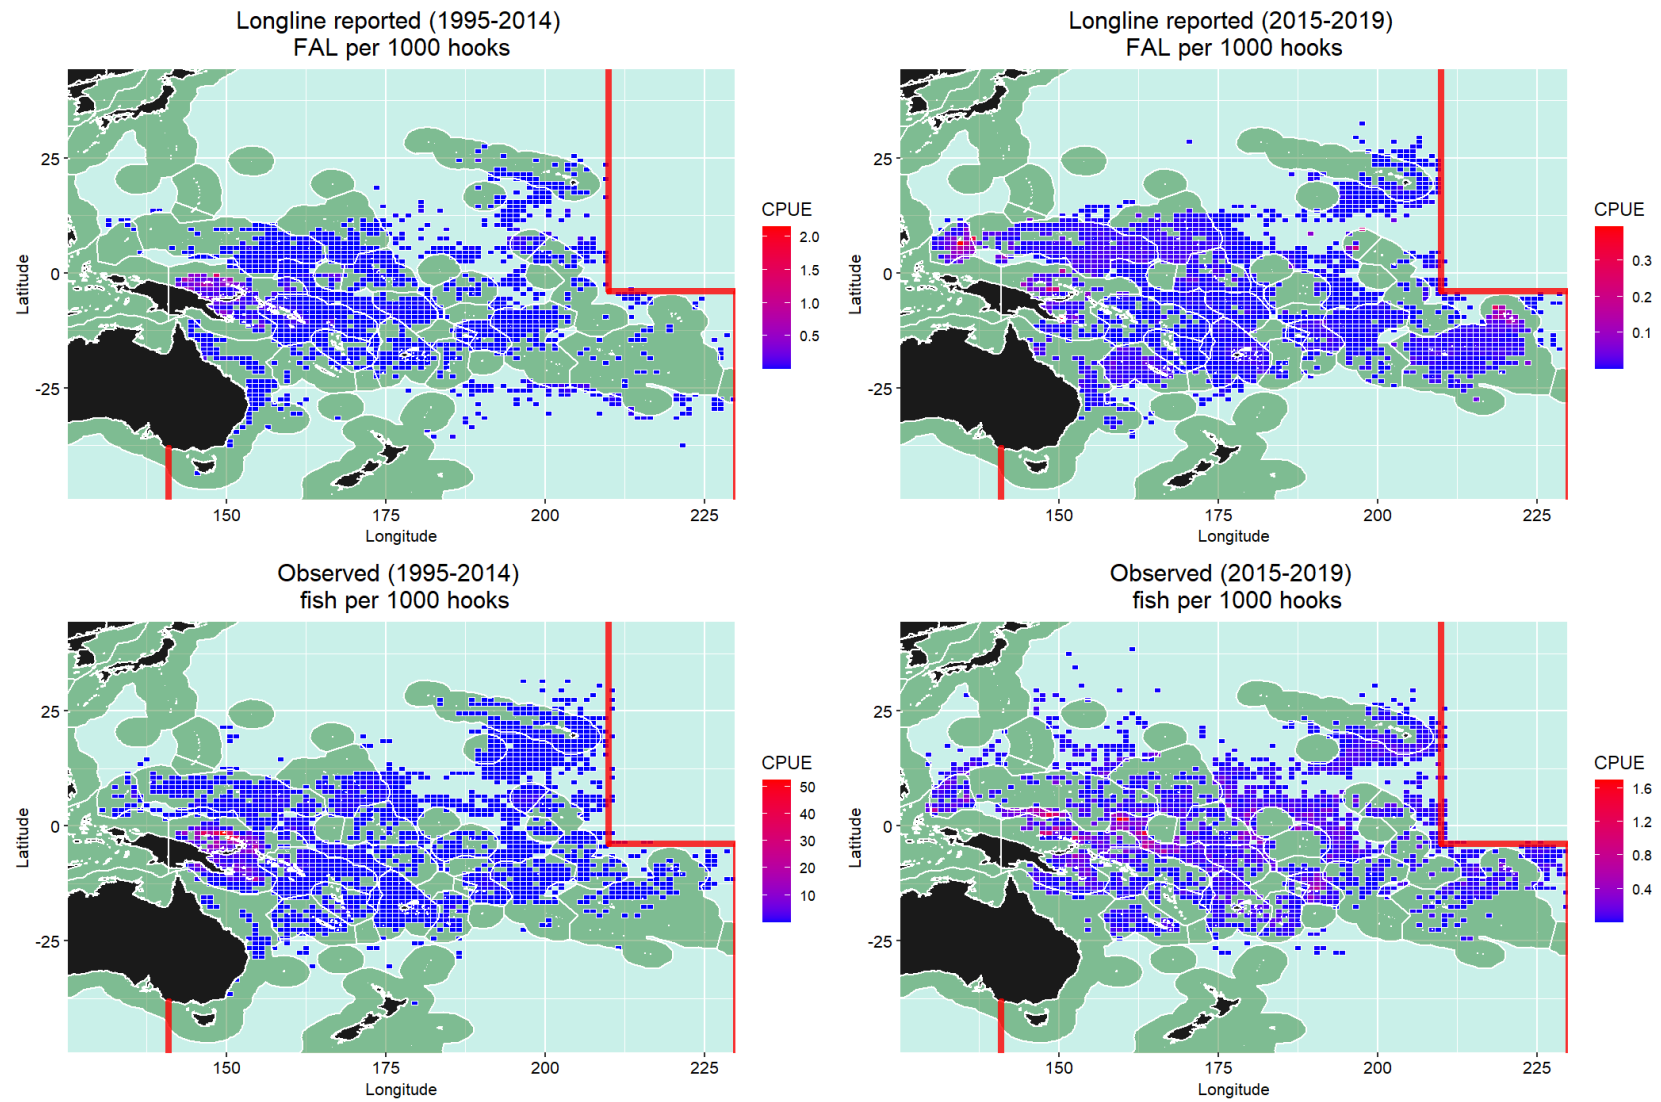 Longline reported (1995-2014)
FAL per 1000 hooks
Latitude
25
0
-25
150
175
200
225
Longitude
CPUE
2.0
1.5
1.0
0.5
Longline reported (2015-2019)
FAL per 1000 hooks
Latitude
25
0
-25
150
175
200
225
Longitude
CPUE
0.3
0.2
0.1
Observed (1995-2014)
fish per 1000 hooks
Latitude
25
0
-25
150
175
200
225
Longitude
CPUE
50
40
30
20
10
Observed (2015-2019)
fish per 1000 hooks
Latitude
25
0
-25
150
175
200
225
Longitude
CPUE
1.6
1.2
0.8
0.4